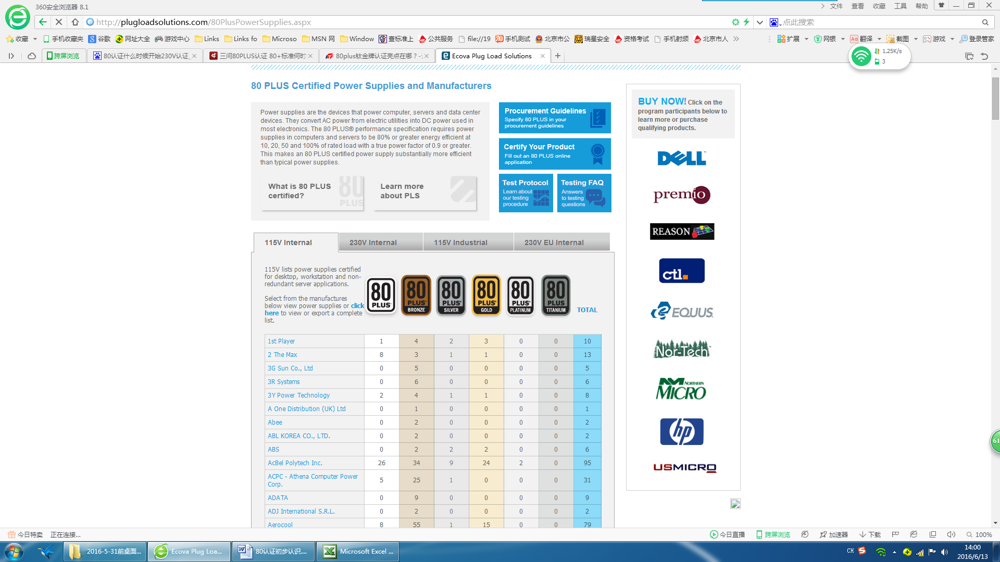 360安全浏览器 8.1
文件 查看 收藏 工具 帮助
http://plugloadsolutions.com/80PlusPowerSupplies.aspx
点此搜索
收藏 手机收藏夹 谷歌 网址大全 游戏中心 Links Links fo Microso MSN 网 Window 查标准上 公共服务 file://19 手机测试 北京市公 瑞星安全 资格考试 手机射频 北京市人
扩展 网银 翻译 截图 游戏 登录管家
跨屏浏览 80认证什么时候开始230V认证_ 三问80PLUS认证 80+标准何时 80plus钛金牌认证亮点在哪？- Ecova Plug Load Solutions
1.25K/s
3
80 PLUS Certified Power Supplies and Manufacturers
Power supplies are the devices that power computer, servers and data center
devices. They convert AC power from electric utilities into DC power used in
most electronics. The 80 PLUS® performance specification requires power
supplies in computers and servers to be 80% or greater energy efficient at
10, 20, 50 and 100% of rated load with a true power factor of 0.9 or greater.
This makes an 80 PLUS certified power supply substantially more efficient
than typical power supplies.
What is 80 PLUS
certified?
80
PLUS
Learn more
about PLS
Procurement Guidelines
Specify 80 PLUS in your
procurement guidelines
Certify Your Product
Fill out an 80 PLUS online
application
Test Protocol
Learn about
our testing
procedure
Testing FAQ
Answers
to testing
questions
BUY NOW! Click on the
program participants below to
learn more or purchase
qualifying products.
DELL
premio
REASON
ctl.
EQUUS
NOR-TECH
NORTHERN
MICRO
hp
USMICRO
115V Internal 230V Internal 115V Industrial 230V EU Internal
115V lists power supplies certified
for desktop, workstation and non-
redundant server applications.
Select from the manufactures
below view power supplies or click
here to view or export a complete
list.
80 PLUS
80 PLUS BRONZE
80 PLUS SILVER
80 PLUS GOLD
80 PLUS PLATINUM
80 PLUS TITANIUM
TOTAL
1st Player 1 4 2 3 0 0 10
2 The Max 8 3 1 1 0 0 13
3G Sun Co., Ltd 0 5 0 0 0 0 5
3R Systems 0 6 0 0 0 0 6
3Y Power Technology 2 4 1 1 0 0 8
A One Distribution (UK) Ltd 0 1 0 0 0 0 1
Abee 0 2 0 0 0 0 2
ABL KOREA CO., LTD. 0 2 0 0 0 0 2
ABS 0 2 2 2 0 0 6
AcBel Polytech Inc. 26 34 9 24 2 0 95
ACPC - Athena Computer Power
Corp. 5 25 1 0 0 0 31
ADATA 0 9 0 0 0 0 9
ADJ International S.R.L. 0 2 0 0 0 0 2
Aerocool 8 55 1 15 0 0 79
61
今日特卖 正在连接...
今日直播 跨屏浏览 加速器 下载 100%
2016-5-31前桌面... Ecova Plug Loa... 80认证初步认识.... Microsoft Excel ...
CH
14:00
2016/6/13